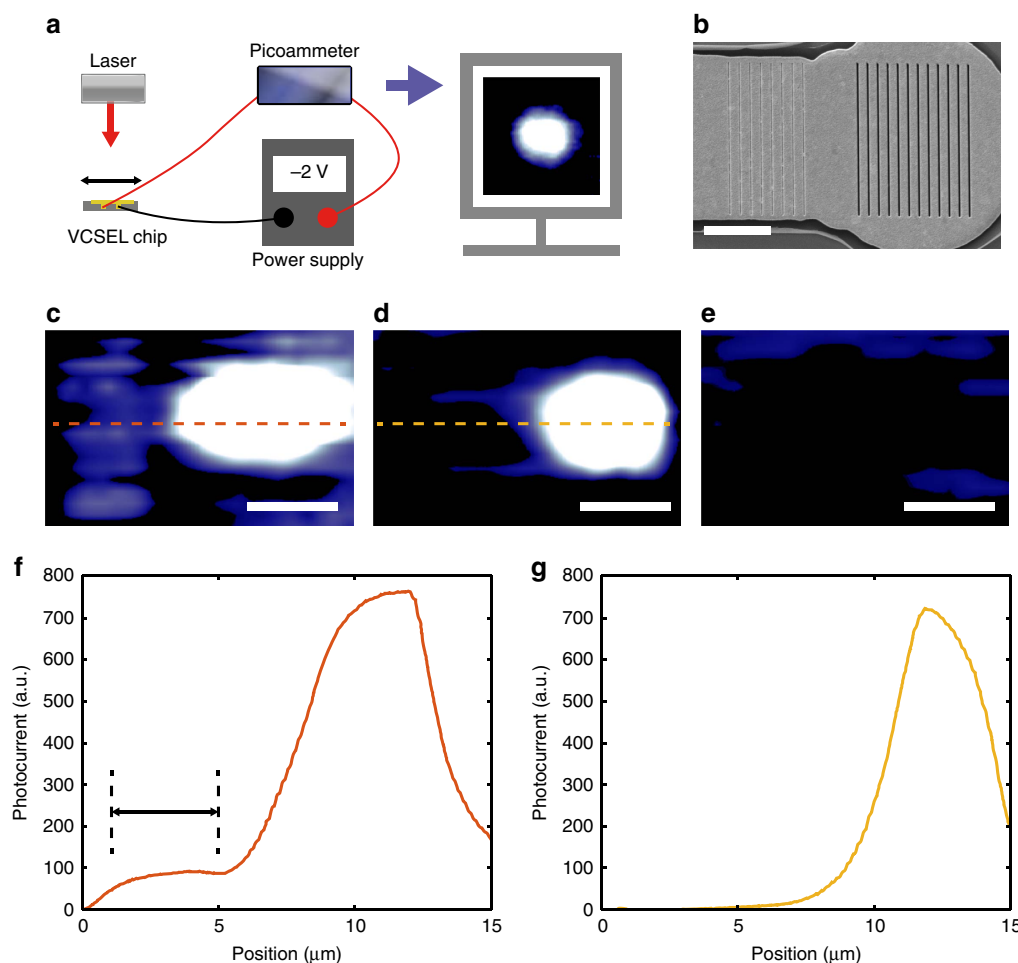 a
Laser
Picoammeter
–2 V
VCSEL chip
Power supply
b
c
d
e
f
800
700
600
500
400
300
200
100
0
0
5
10
15
Photocurrent (a.u.)
Position (μm)
g
800
700
600
500
400
300
200
100
0
0
5
10
15
Photocurrent (a.u.)
Position (μm)